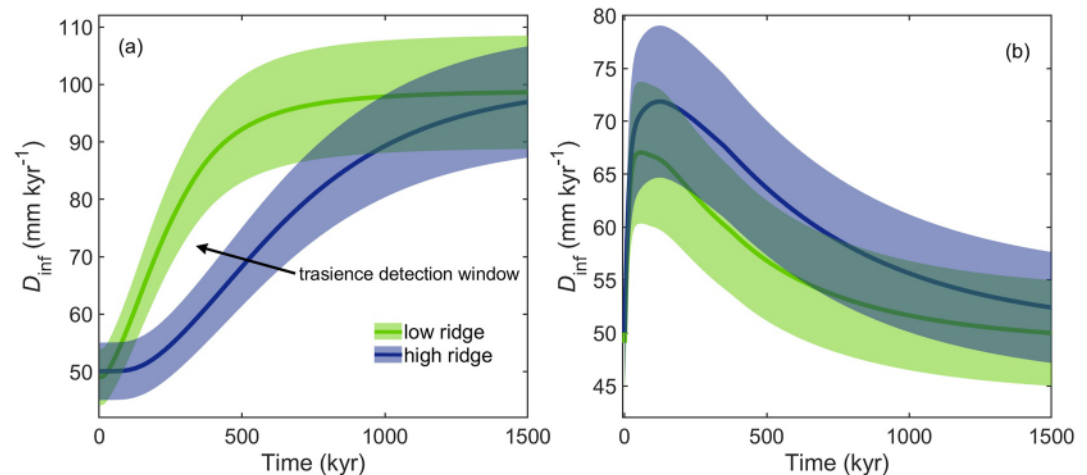 (a)
110
100
90
80
70
60
50
D_inf (mm kyr⁻¹)
trasience detection window
low ridge
high ridge
0 500 1000 1500
Time (kyr)
(b)
80
75
70
65
60
55
50
45
D_inf (mm kyr⁻¹)
0 500 1000 1500
Time (kyr)